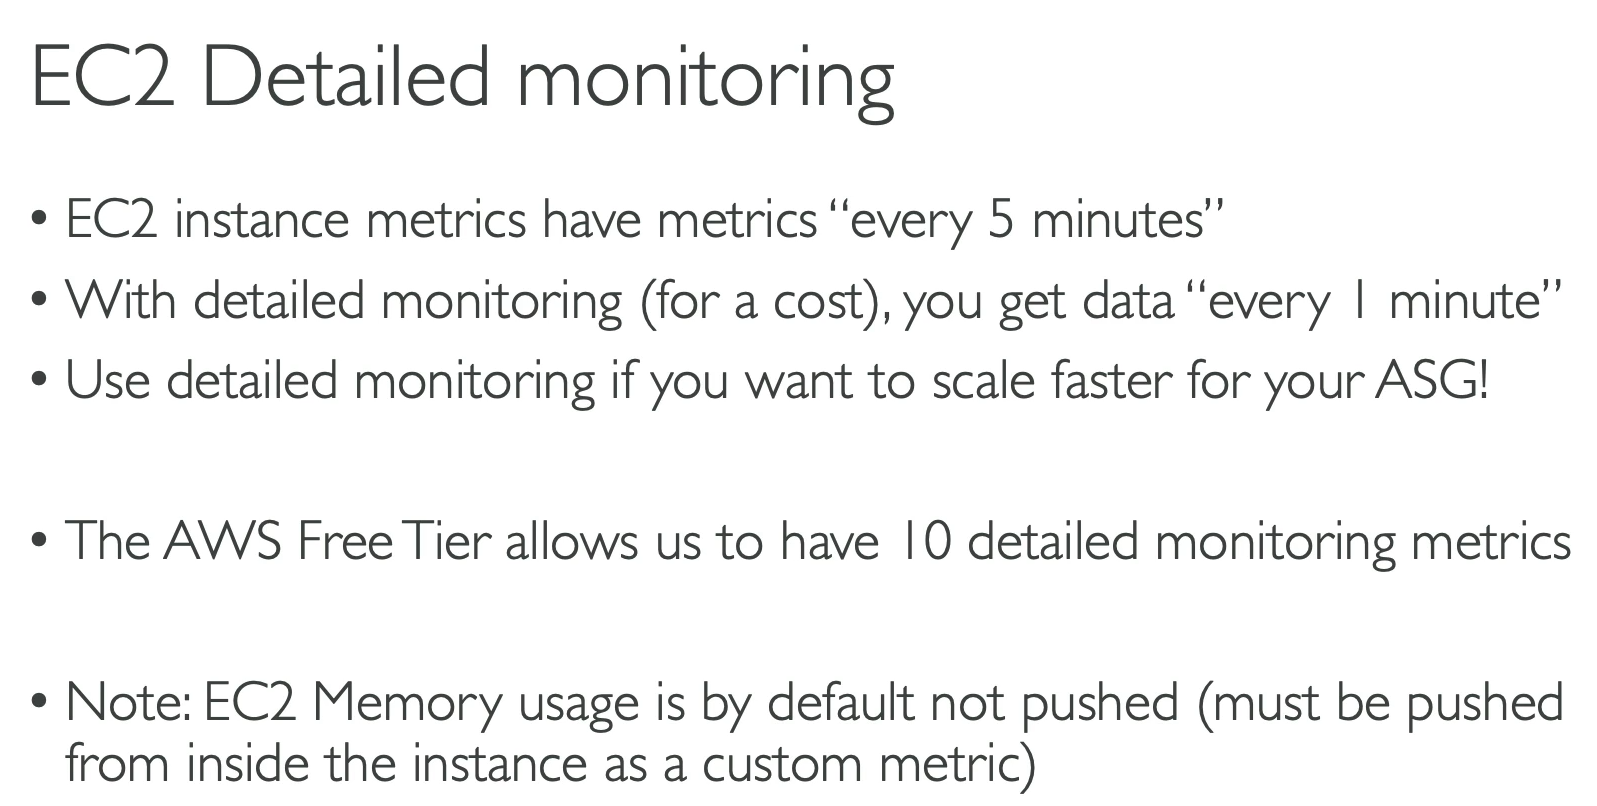 EC2 Detailed monitoring
• EC2 instance metrics have metrics “every 5 minutes”
• With detailed monitoring (for a cost), you get data “every 1 minute”
• Use detailed monitoring if you want to scale faster for your ASG!
• The AWS Free Tier allows us to have 10 detailed monitoring metrics
• Note: EC2 Memory usage is by default not pushed (must be pushed
from inside the instance as a custom metric)